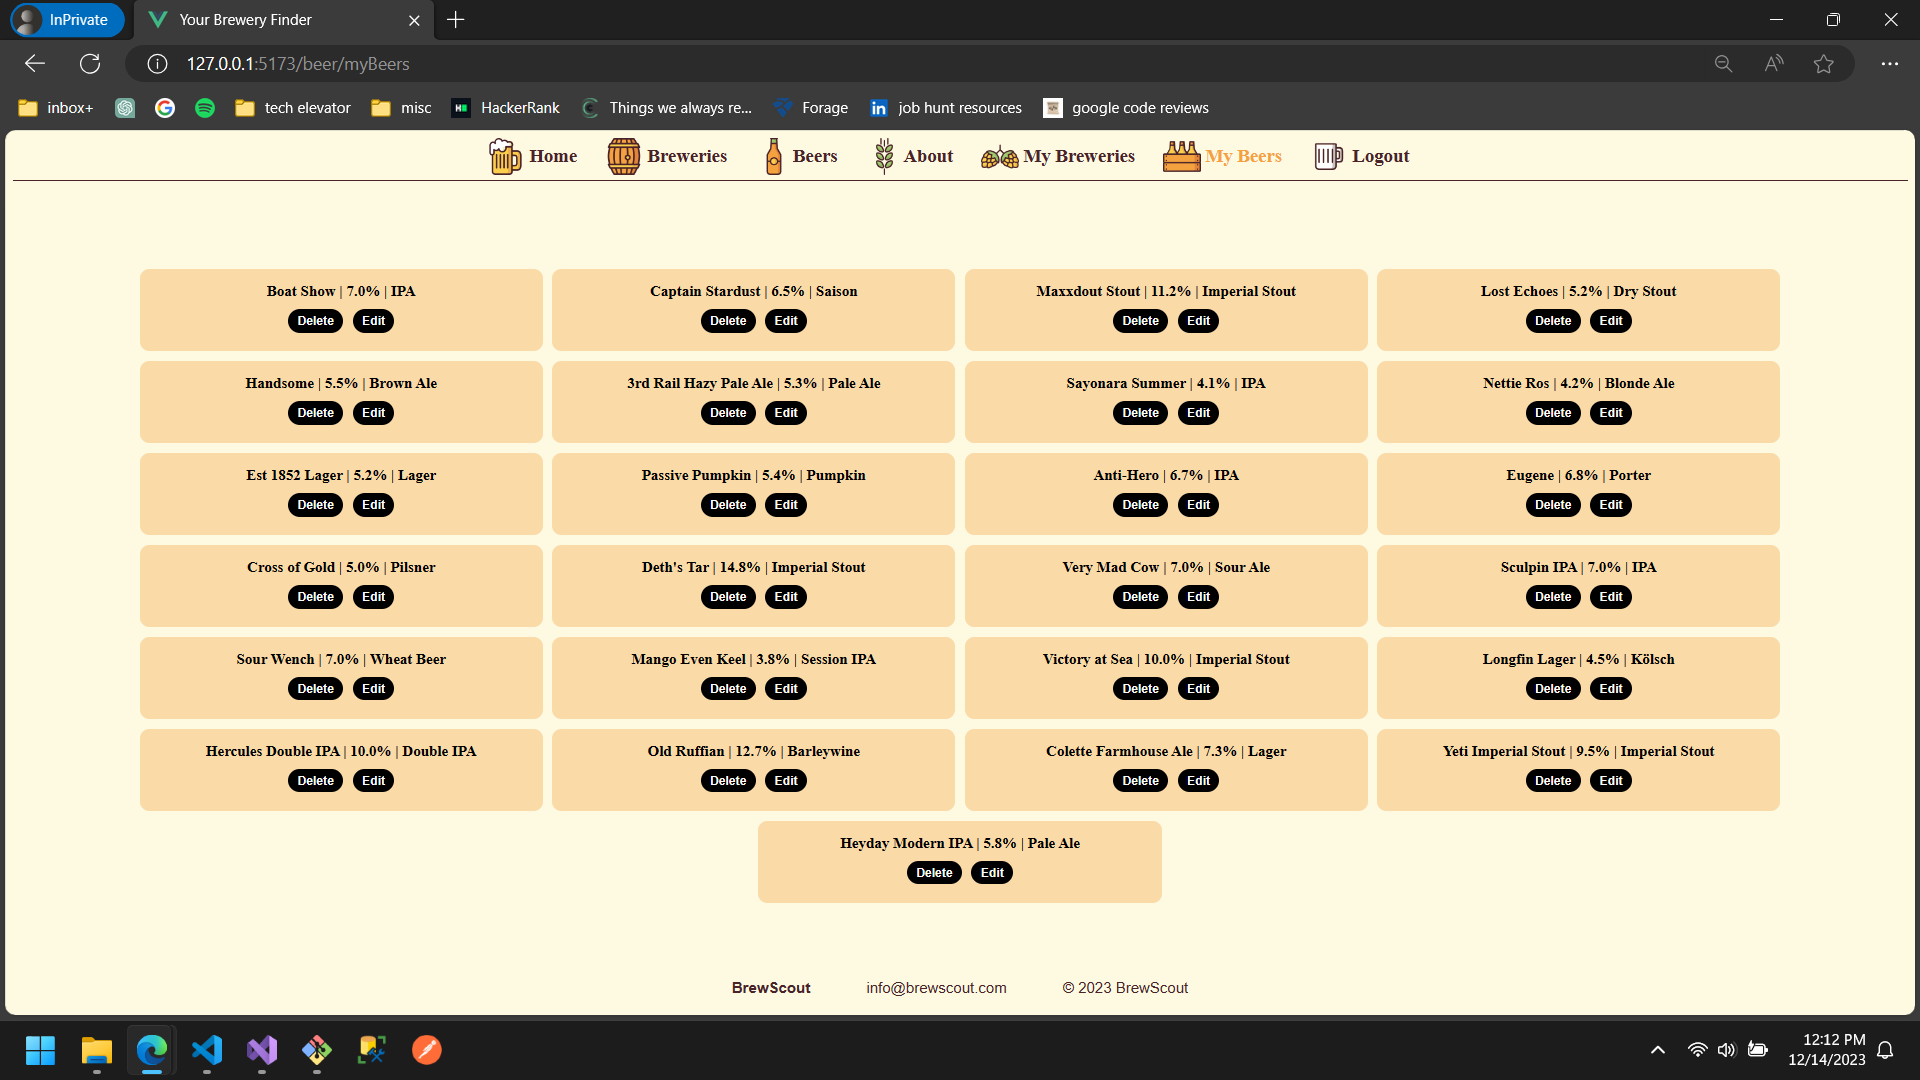 InPrivate
Your Brewery Finder
127.0.0.1:5173/beer/myBeers
inbox+
tech elevator
misc
HackerRank
Things we always re...
Forage
job hunt resources
google code reviews
Home
Breweries
Beers
About
My Breweries
My Beers
Logout
Boat Show | 7.0% | IPA
Delete Edit
Captain Stardust | 6.5% | Saison
Delete Edit
Maxxdout Stout | 11.2% | Imperial Stout
Delete Edit
Lost Echoes | 5.2% | Dry Stout
Delete Edit
Handsome | 5.5% | Brown Ale
Delete Edit
3rd Rail Hazy Pale Ale | 5.3% | Pale Ale
Delete Edit
Sayonara Summer | 4.1% | IPA
Delete Edit
Nettie Ros | 4.2% | Blonde Ale
Delete Edit
Est 1852 Lager | 5.2% | Lager
Delete Edit
Passive Pumpkin | 5.4% | Pumpkin
Delete Edit
Anti-Hero | 6.7% | IPA
Delete Edit
Eugene | 6.8% | Porter
Delete Edit
Cross of Gold | 5.0% | Pilsner
Delete Edit
Deth's Tar | 14.8% | Imperial Stout
Delete Edit
Very Mad Cow | 7.0% | Sour Ale
Delete Edit
Sculpin IPA | 7.0% | IPA
Delete Edit
Sour Wench | 7.0% | Wheat Beer
Delete Edit
Mango Even Keel | 3.8% | Session IPA
Delete Edit
Victory at Sea | 10.0% | Imperial Stout
Delete Edit
Longfin Lager | 4.5% | Kölsch
Delete Edit
Hercules Double IPA | 10.0% | Double IPA
Delete Edit
Old Ruffian | 12.7% | Barleywine
Delete Edit
Colette Farmhouse Ale | 7.3% | Lager
Delete Edit
Yeti Imperial Stout | 9.5% | Imperial Stout
Delete Edit
Heyday Modern IPA | 5.8% | Pale Ale
Delete Edit
BrewScout
info@brewscout.com
© 2023 BrewScout
12:12 PM
12/14/2023